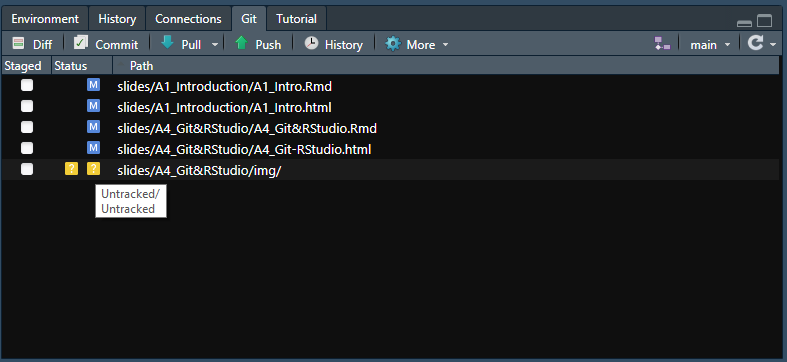 Environment History Connections Git Tutorial
Diff Commit Pull Push History More main
Staged Status Path
M slides/A1_Introduction/A1_Intro.Rmd
M slides/A1_Introduction/A1_Intro.html
M slides/A4_Git&RStudio/A4_Git&RStudio.Rmd
M slides/A4_Git&RStudio/A4_Git-RStudio.html
? ? slides/A4_Git&RStudio/img/
Untracked/
Untracked